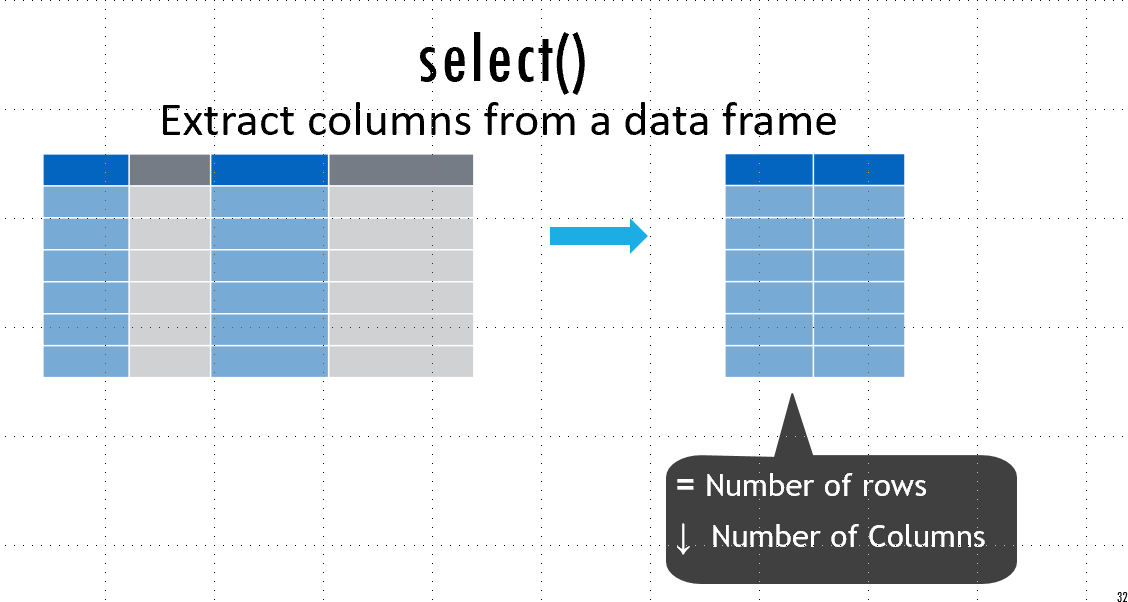 select()
Extract columns from a data frame
= Number of rows
↓ Number of Columns
32